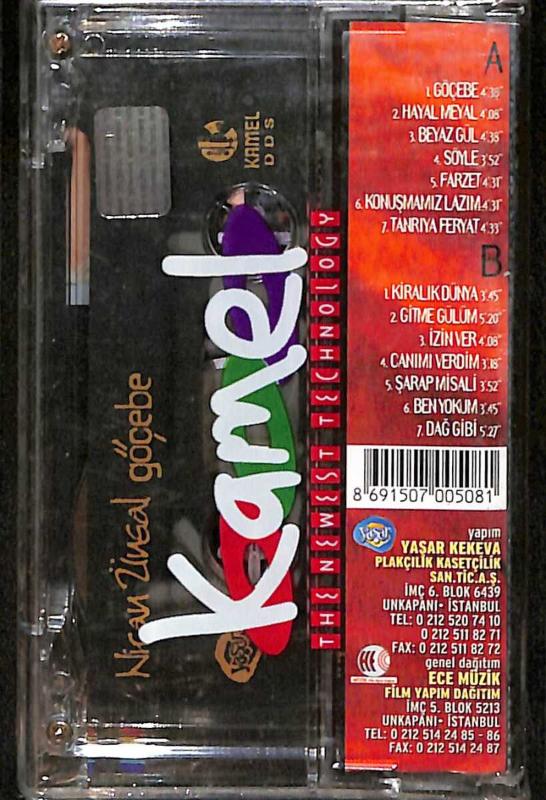 A
1. GÖÇEBE 4'38"
2. HAYAL MEYAL 4'08"
3. BEYAZ GÜL 4'38"
4. SÖYLE 3'52"
5. FARZET 4'31"
6. KONUŞMAMIZ LAZIM 4'31"
7. TANRIYA FERYAT 4'33"
B
1. KİRALIK DÜNYA 3'45"
2. GİTME GÜLÜM 5'20"
3. İZİN VER 4'08"
4. CANIMI VERDİM 3'18"
5. ŞARAP MİSALİ 3'52"
6. BEN YOKUM 3'45"
7. DAĞ GİBİ 5'27"
8 691507 005081
yaşar
yapım
YAŞAR KEKEVA
PLAKÇILIK KASETÇİLİK
SAN.TİC.A.Ş.
İMÇ 6. BLOK 6439
UNKAPANI- İSTANBUL
TEL: 0 212 520 74 10
0 212 511 82 71
FAX: 0 212 511 82 72
genel dağıtım
ECE MÜZİK
FİLM YAPIM DAĞITIM
İMÇ 5. BLOK 5213
UNKAPANI- İSTANBUL
TEL: 0 212 514 24 85 - 86
FAX: 0 212 514 24 87
THE NEWEST TECHNOLOGY
Kamel
KAMEL
DDS
Niran Ünsal göçebe
yaşar